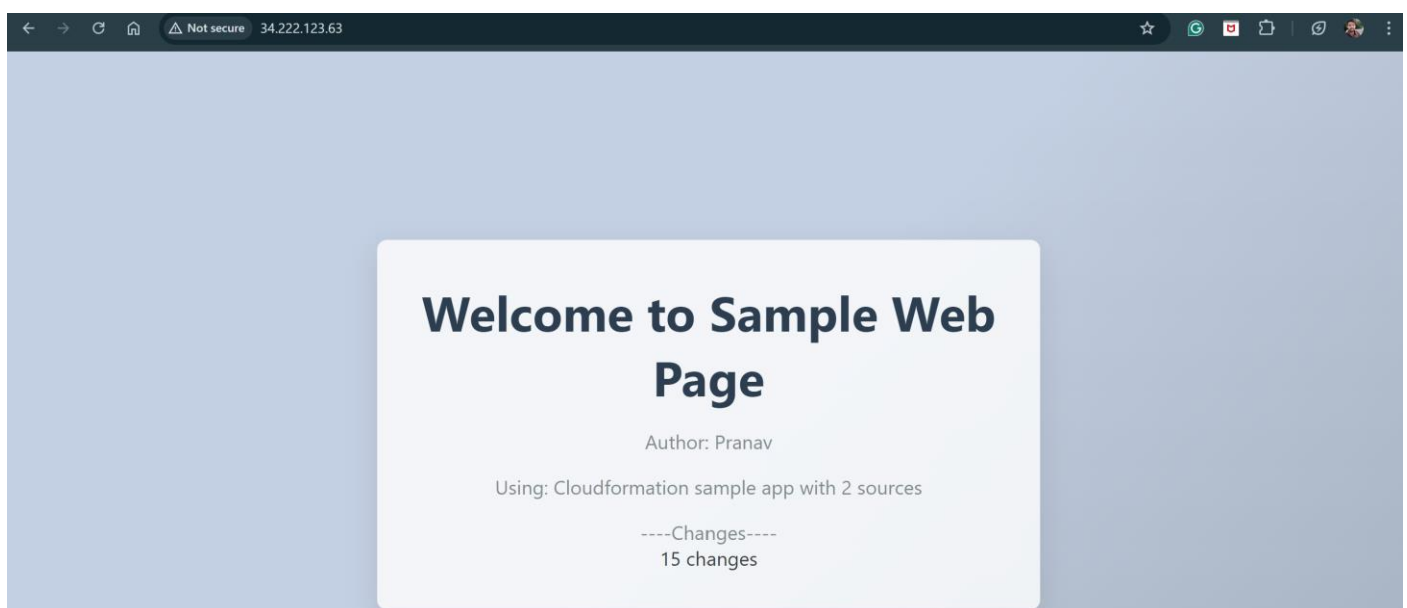 Not secure 34.222.123.63
Welcome to Sample Web
Page
Author: Pranav
Using: Cloudformation sample app with 2 sources
----Changes----
15 changes